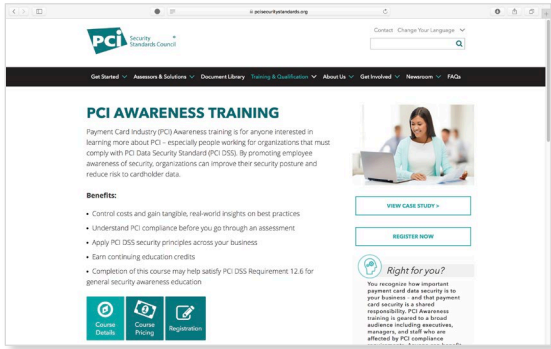 pcisecuritystandards.org
Contact Change Your Language
PCI Security
Standards Council
Get Started Assessors & Solutions Document Library Training & Qualification About Us Get Involved Newsroom FAQs
PCI AWARENESS TRAINING
Payment Card Industry (PCI) Awareness training is for anyone interested in
learning more about PCI – especially people working for organizations that must
comply with PCI Data Security Standard (PCI DSS). By promoting employee
awareness of security, organizations can improve their security posture and
reduce risk to cardholder data.
Benefits:
• Control costs and gain tangible, real-world insights on best practices
• Understand PCI compliance before you go through an assessment
• Apply PCI DSS security principles across your business
• Earn continuing education credits
• Completion of this course may help satisfy PCI DSS Requirement 12.6 for
general security awareness education
Course
Details
Course
Pricing
Registration
VIEW CASE STUDY >
REGISTER NOW
Right for you?
You recognize how important
payment card data security is to
your business - and that payment
card security is a shared
responsibility. PCI Awareness
training is geared to a broad
audience including executives,
managers, and staff who are
affected by PCI compliance